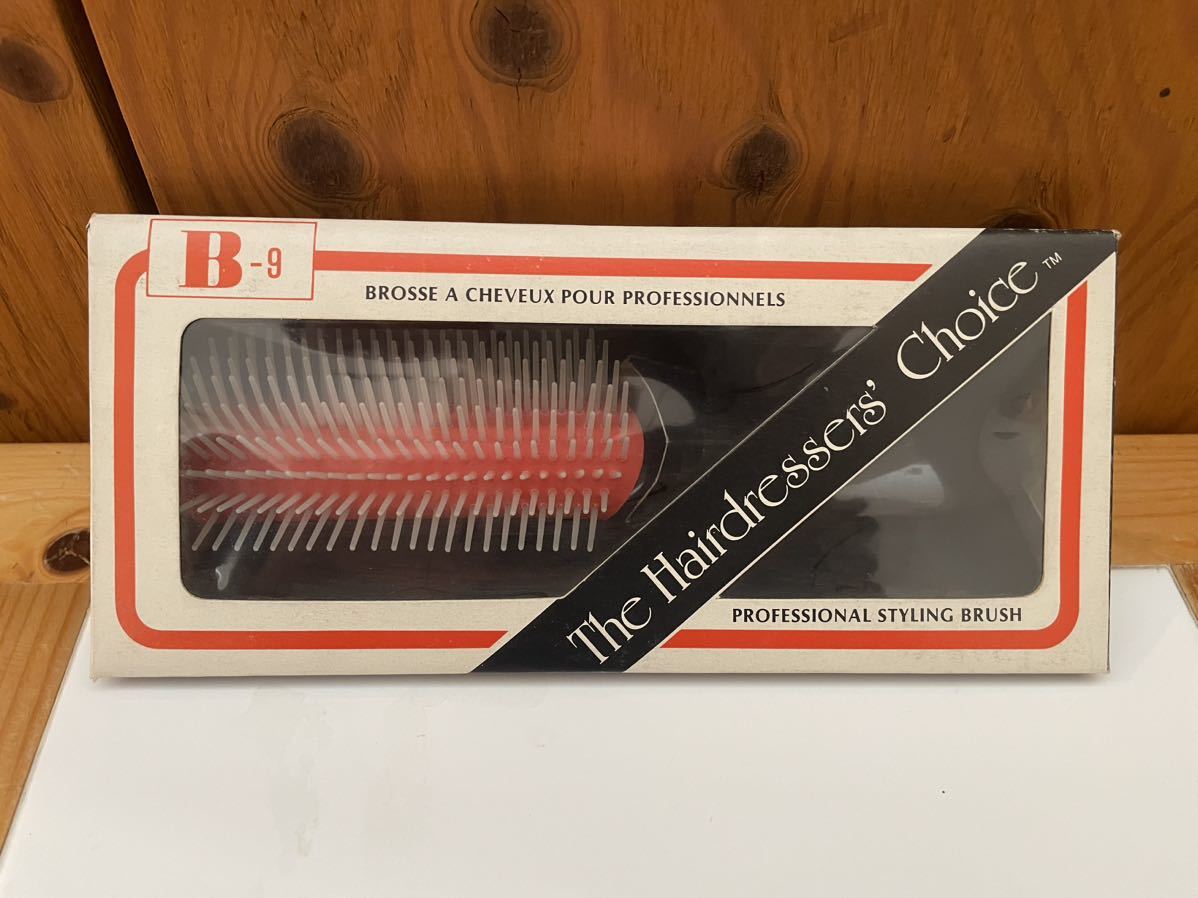 B-9
BROSSE A CHEVEUX POUR PROFESSIONNELS
The Hairdressers' Choice™
PROFESSIONAL STYLING BRUSH